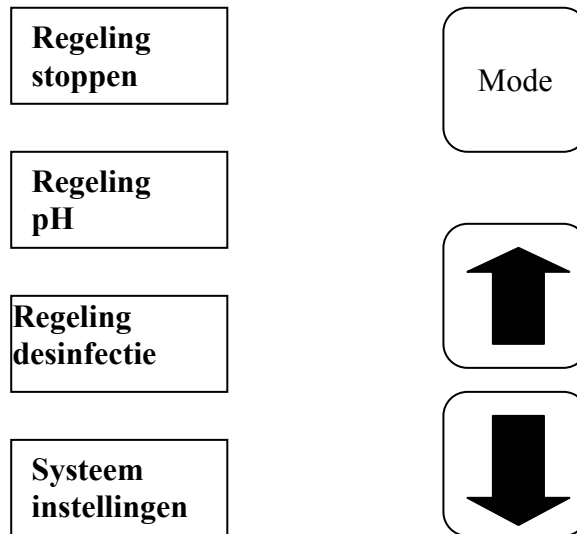 Regeling
stoppen
Mode
Regeling
pH
Regeling
desinfectie
Systeem
instellingen